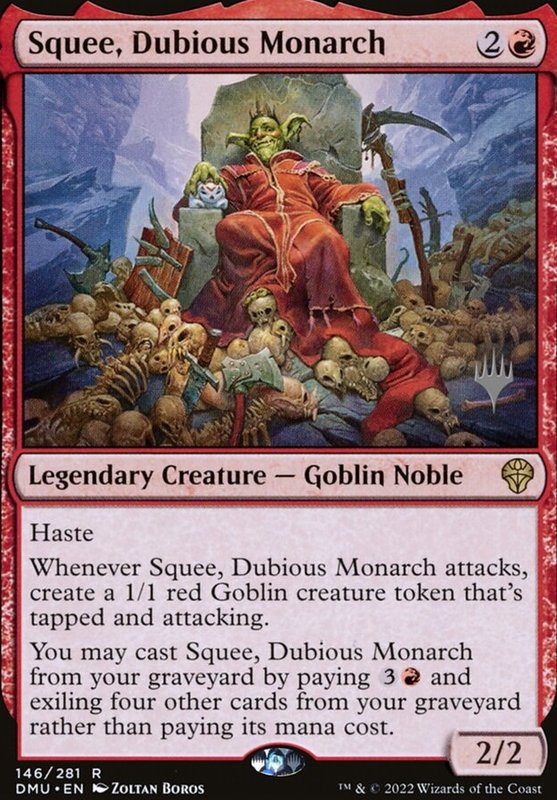 Squee, Dubious Monarch 2
Legendary Creature — Goblin Noble
Haste
Whenever Squee, Dubious Monarch attacks,
create a 1/1 red Goblin creature token that's
tapped and attacking.
You may cast Squee, Dubious Monarch
from your graveyard by paying 3 and
exiling four other cards from your graveyard
rather than paying its mana cost.
2/2
146/281 R
DMU • EN Zoltan Boros
™ & © 2022 Wizards of the Coast